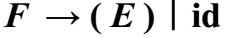 F → ( E ) | id